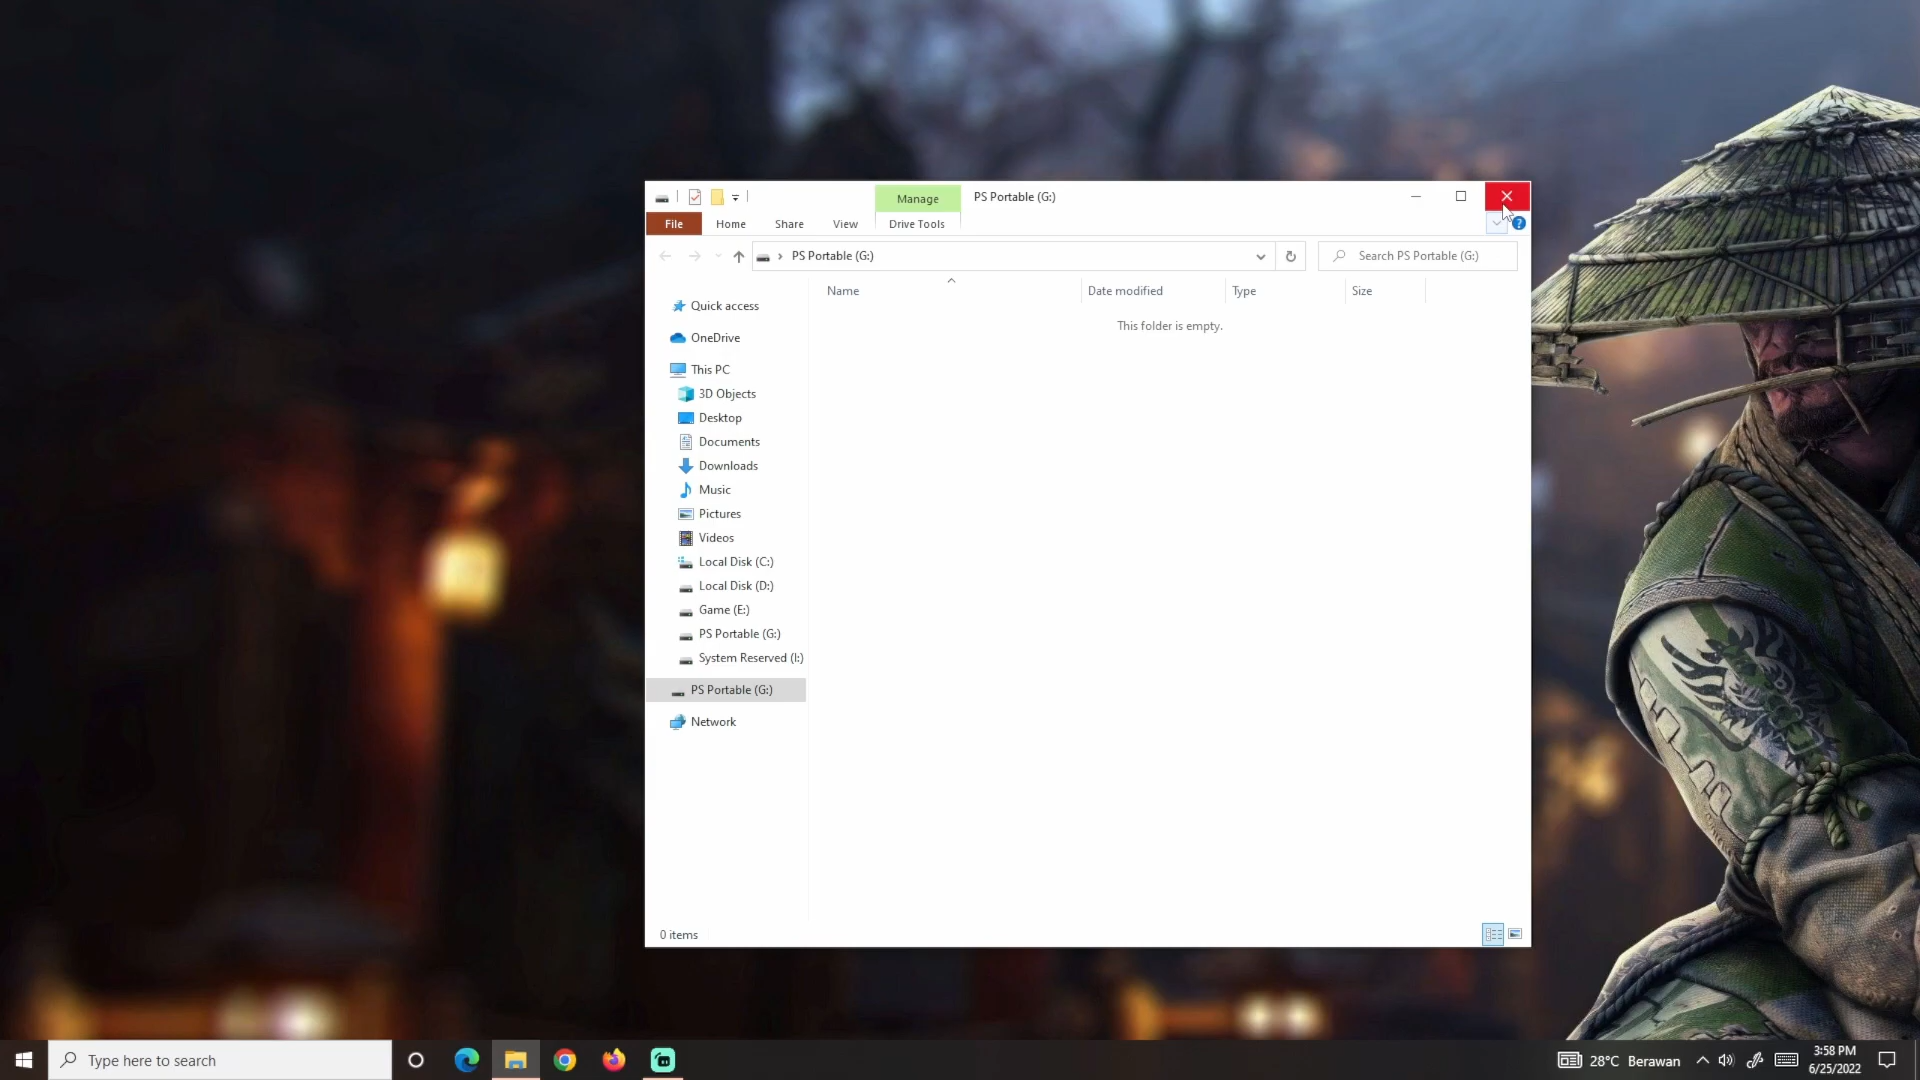 Manage
PS Portable (G:)
File
Home
Share
View
Drive Tools
?
PS Portable (G:)
Search PS Portable (G:)
Name
Date modified
Type
Size
This folder is empty.
Quick access
OneDrive
This PC
3D Objects
Desktop
Documents
Downloads
Music
Pictures
Videos
Local Disk (C:)
Local Disk (D:)
Game (E:)
PS Portable (G:)
System Reserved (I:)
PS Portable (G:)
Network
0 items
Type here to search
28°C Berawan
3:58 PM
6/25/2022